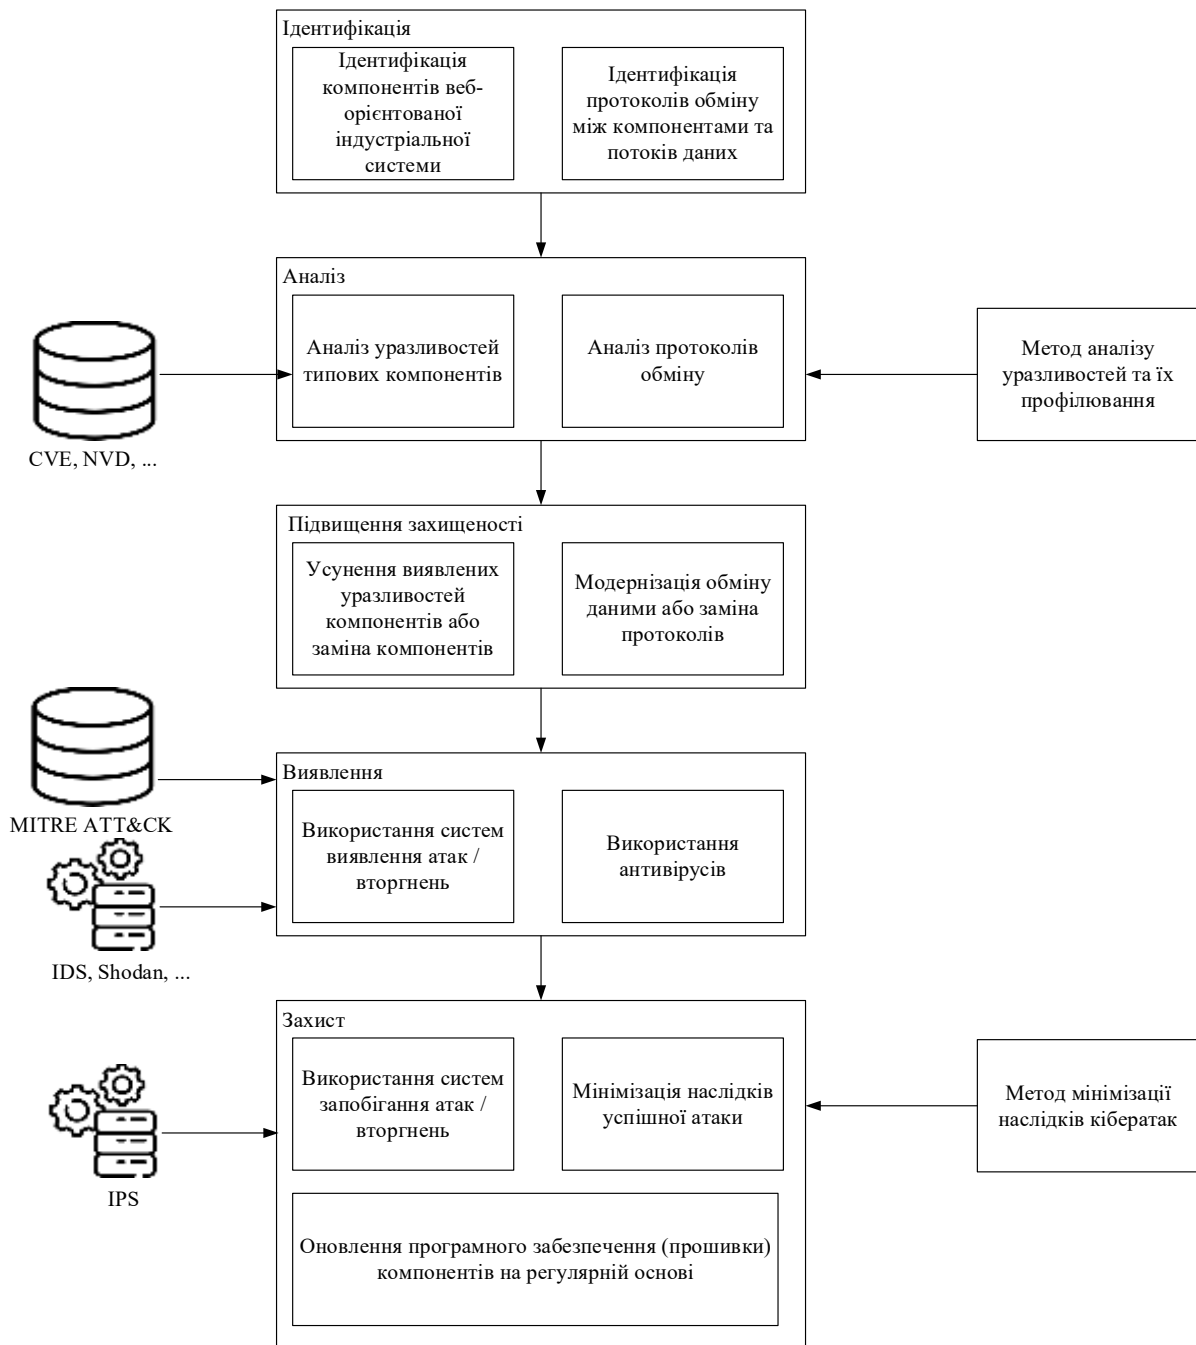 Ідентифікація
Ідентифікація
компонентів веб-
орієнтованої
індустріальної
системи
Ідентифікація
протоколів обміну
між компонентами та
потоків даних
Аналіз
Аналіз уразливостей
типових компонентів
Аналіз протоколів
обміну
CVE, NVD, ...
Метод аналізу
уразливостей та їх
профілювання
Підвищення захищеності
Усунення виявлених
уразливостей
компонентів або
заміна компонентів
Модернізація обміну
даними або заміна
протоколів
MITRE ATT&CK
IDS, Shodan, ...
Виявлення
Використання систем
виявлення атак /
вторгнень
Використання
антивірусів
Захист
Використання систем
запобігання атак /
вторгнень
Мінімізація наслідків
успішної атаки
IPS
Метод мінімізації
наслідків кібератак
Оновлення програмного забезпечення (прошивки)
компонентів на регулярній основі